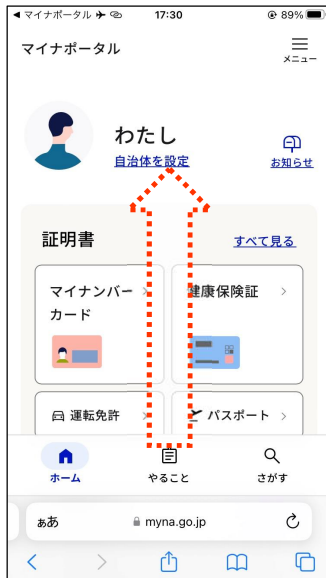 マイナポータル 17:30 89%
マイナポータル
メニュー
わたし
自治体を設定
お知らせ
証明書 すべて見る
マイナンバーカード
健康保険証
運転免許
パスポート
ホーム やること さがす
ぁあ myna.go.jp